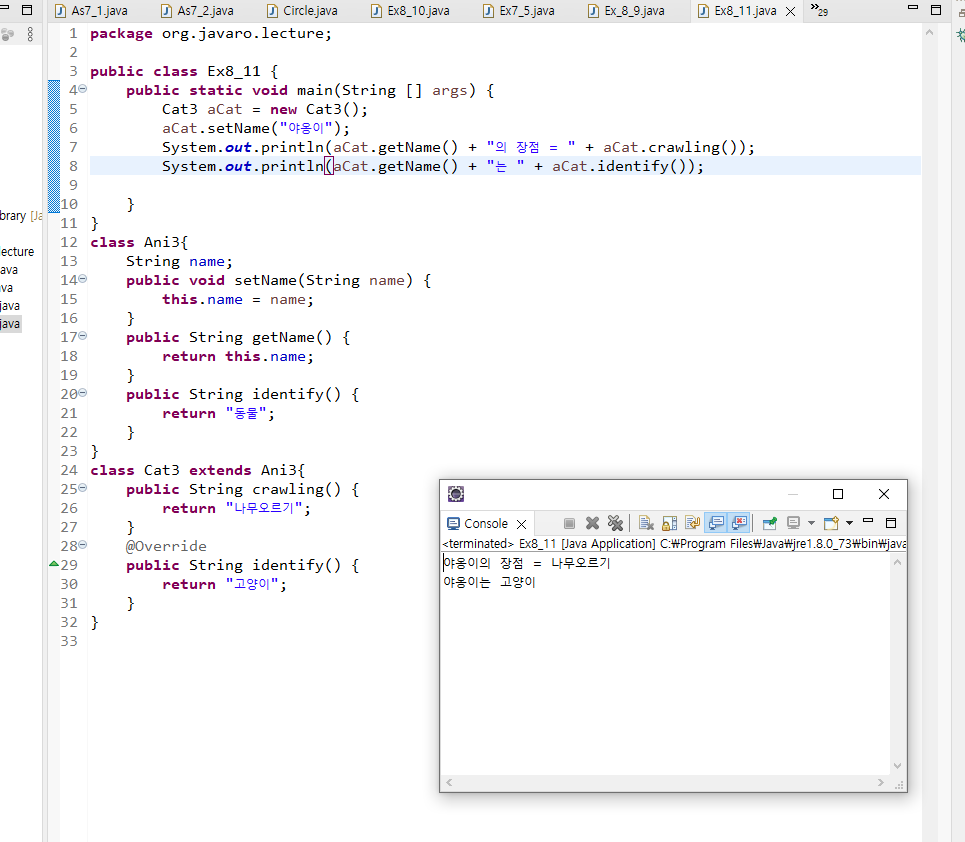 As7_1.java As7_2.java Circle.java Ex8_10.java Ex7_5.java Ex_8_9.java Ex8_11.java »29
1 package org.javaro.lecture;
2
3 public class Ex8_11 {
4 public static void main(String [] args) {
5 Cat3 aCat = new Cat3();
6 aCat.setName("야옹이");
7 System.out.println(aCat.getName() + "의 장점 = " + aCat.crawling());
8 System.out.println(aCat.getName() + "는 " + aCat.identify());
9
10 }
11 }
12 class Ani3{
13 String name;
14 public void setName(String name) {
15 this.name = name;
16 }
17 public String getName() {
18 return this.name;
19 }
20 public String identify() {
21 return "동물";
22 }
23 }
24 class Cat3 extends Ani3{
25 public String crawling() {
26 return "나무오르기";
27 }
28 @Override
29 public String identify() {
30 return "고양이";
31 }
32 }
33
brary [Ja
lecture
ava
va
java
java
Console
<terminated> Ex8_11 [Java Application] C:₩Program Files₩Java₩jre1.8.0_73₩bin₩java
야옹이의 장점 = 나무오르기
야옹이는 고양이